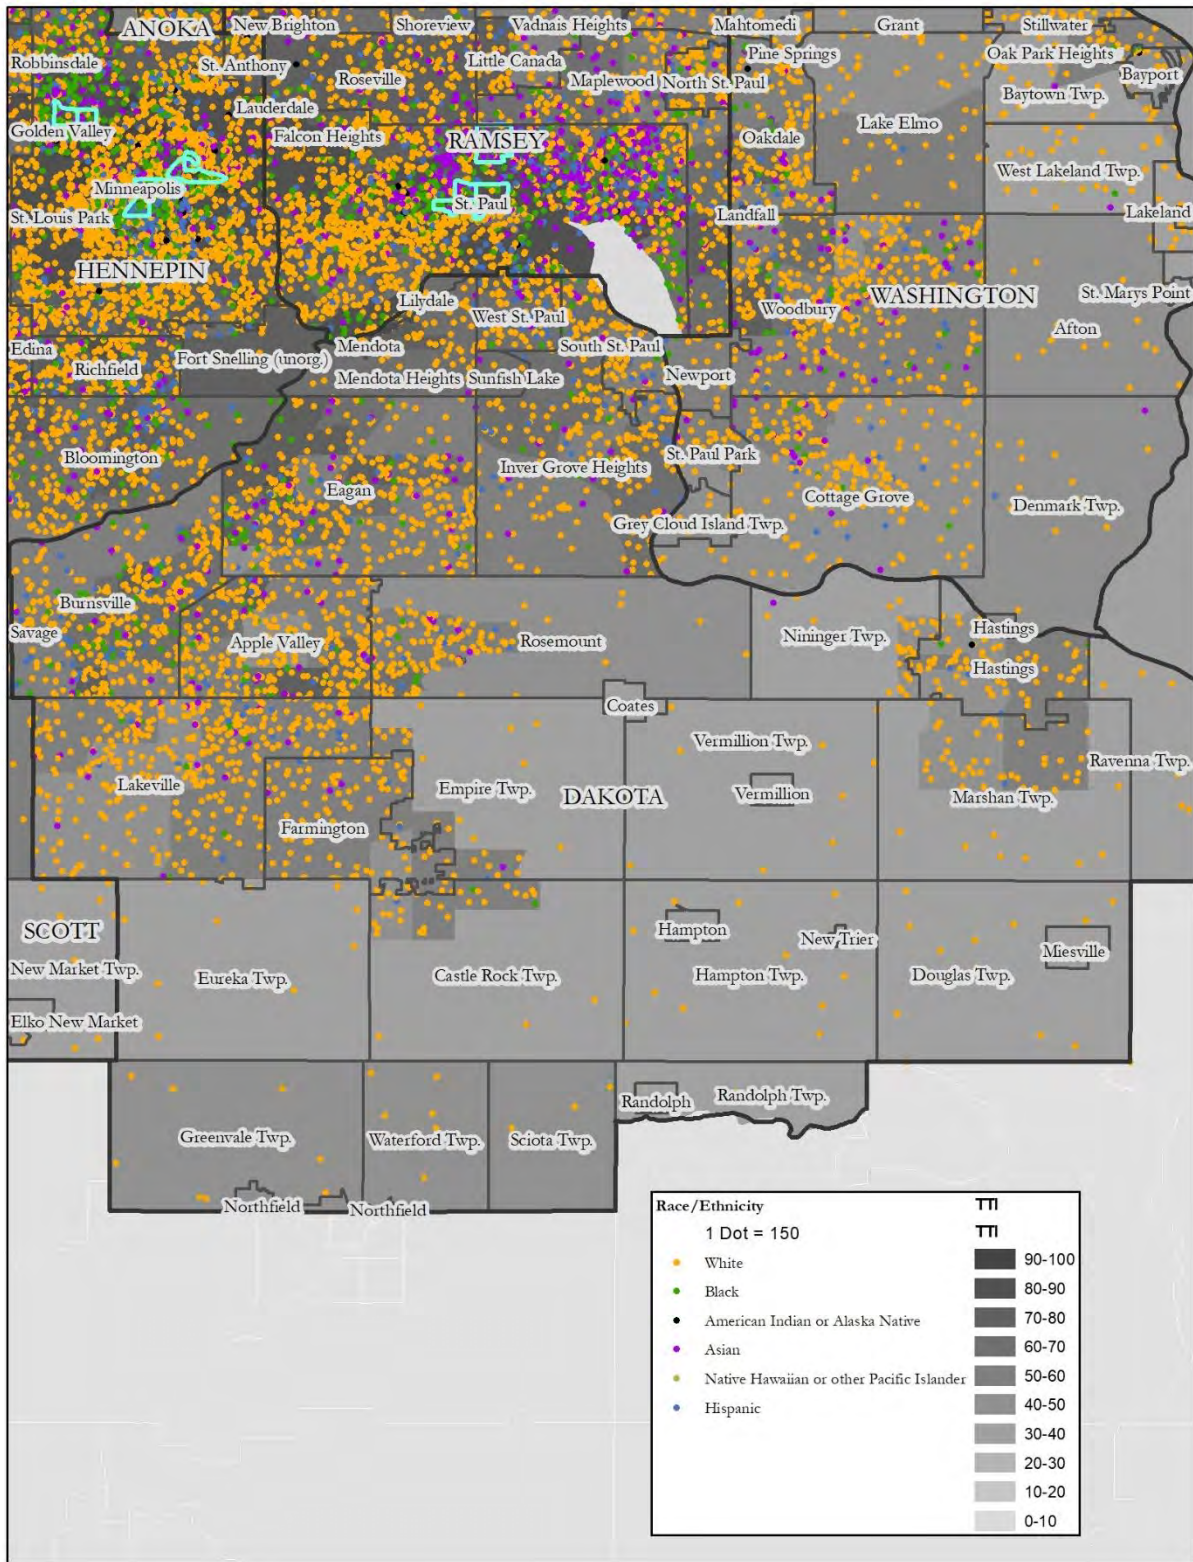 ANOKA
New Brighton
Shoreview
Vadnais Heights
Mahtomedi
Grant
Stillwater
Robbinsdale
St. Anthony
Roseville
Little Canada
Maplewood
North St. Paul
Pine Springs
Oak Park Heights
Bayport
Baytown Twp.
Golden Valley
Lauderdale
Falcon Heights
RAMSEY
Oakdale
Lake Elmo
West Lakeland Twp.
Minneapolis
St. Paul
St. Louis Park
Landfall
Lakeland
HENNEPIN
Lilydale
West St. Paul
Woodbury
WASHINGTON
St. Marys Point
Afton
Edina
Richfield
Fort Snelling (unorg.)
Mendota
Mendota Heights
Sunfish Lake
South St. Paul
Newport
Bloomington
Eagan
Inver Grove Heights
St. Paul Park
Cottage Grove
Grey Cloud Island Twp.
Denmark Twp.
Burnsville
Savage
Apple Valley
Rosemount
Nininger Twp.
Hastings
Hastings
Coates
Vermillion Twp.
Ravenna Twp.
Lakeville
Empire Twp.
DAKOTA
Vermillion
Marshan Twp.
Farmington
SCOTT
Hampton
New Trier
Miesville
New Market Twp.
Eureka Twp.
Castle Rock Twp.
Hampton Twp.
Douglas Twp.
Elko New Market
Randolph
Randolph Twp.
Greenvale Twp.
Waterford Twp.
Sciota Twp.
Northfield
Northfield
Race/Ethnicity
TTI
1 Dot = 150
TTI
White
90-100
Black
80-90
American Indian or Alaska Native
70-80
Asian
60-70
Native Hawaiian or other Pacific Islander
50-60
Hispanic
40-50
30-40
20-30
10-20
0-10